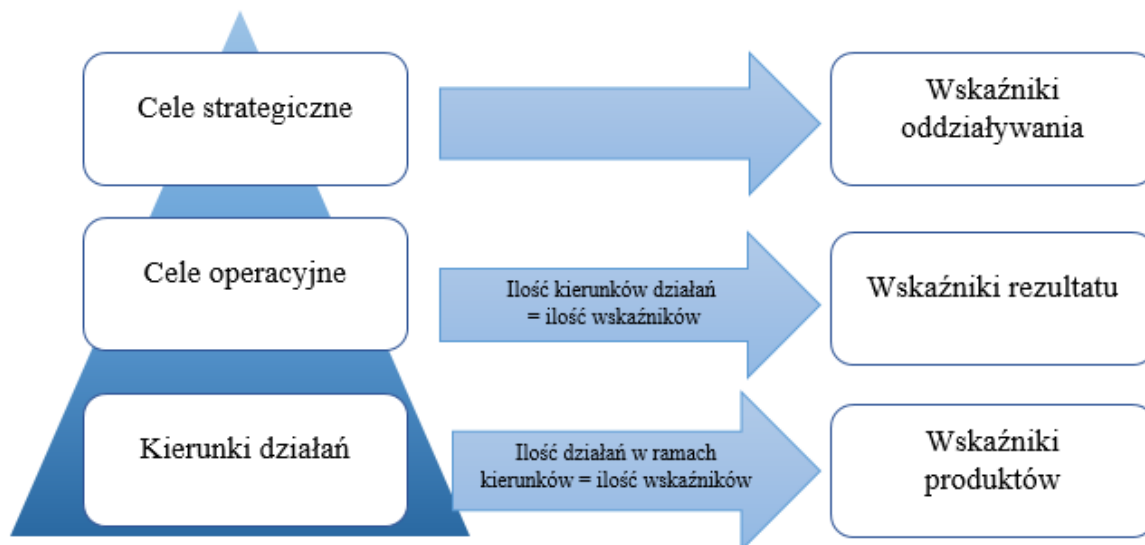 Cele strategiczne
Wskaźniki
oddziaływania
Cele operacyjne
Ilość kierunków działań
= ilość wskaźników
Wskaźniki rezultatu
Kierunki działań
Ilość działań w ramach
kierunków = ilość wskaźników
Wskaźniki
produktów